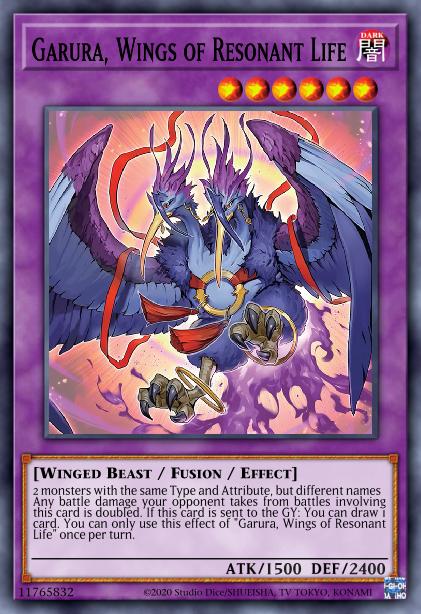 GARURA, WINGS OF RESONANT LIFE
DARK
闇
[WINGED BEAST / FUSION / EFFECT]
2 monsters with the same Type and Attribute, but different names
Any battle damage your opponent takes from battles involving
this card is doubled. If this card is sent to the GY: You can draw 1
card. You can only use this effect of "Garura, Wings of Resonant
Life" once per turn.
ATK/1500 DEF/2400
11765832
©2020 Studio Dice/SHUEISHA, TV TOKYO, KONAMI